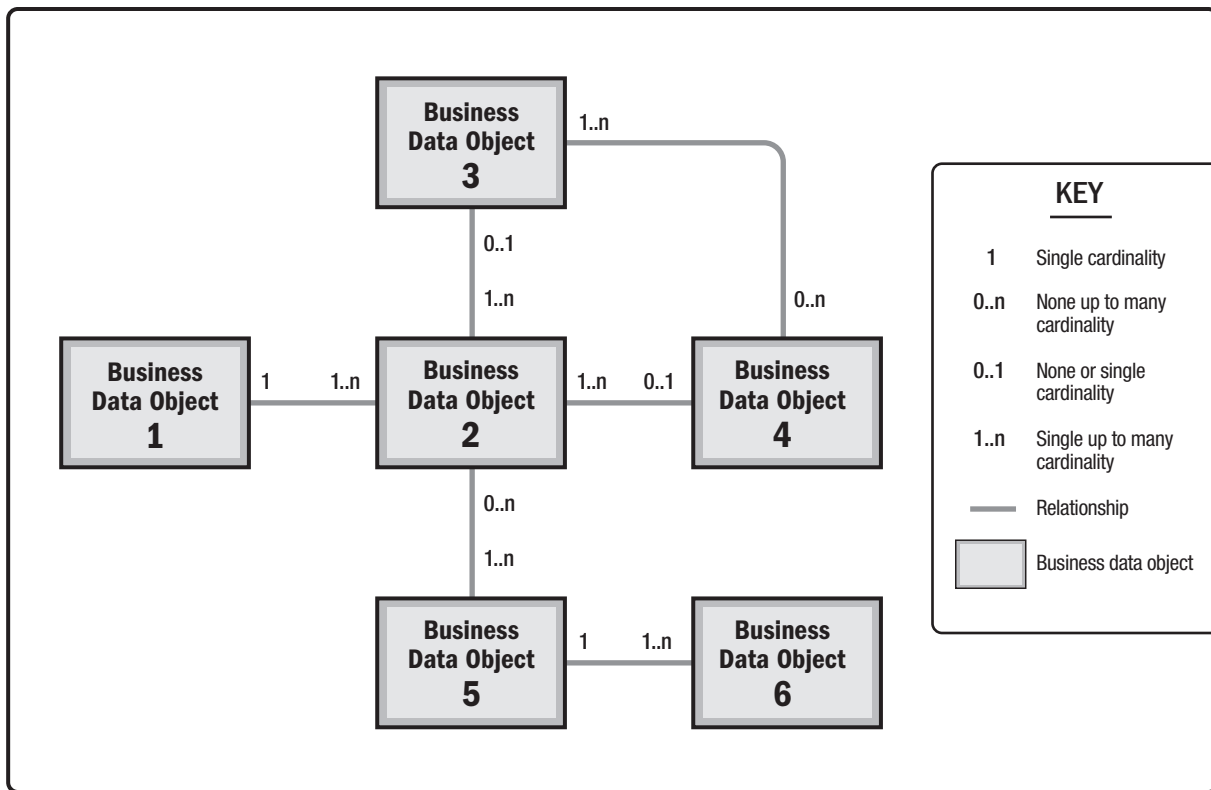 Business
Data Object
3
1..n
0..1
1..n
0..n
Business
Data Object
1
1
1..n
Business
Data Object
2
1..n
0..1
Business
Data Object
4
0..n
1..n
Business
Data Object
5
1
1..n
Business
Data Object
6
KEY
1 Single cardinality
0..n None up to many
cardinality
0..1 None or single
cardinality
1..n Single up to many
cardinality
Relationship
Business data object